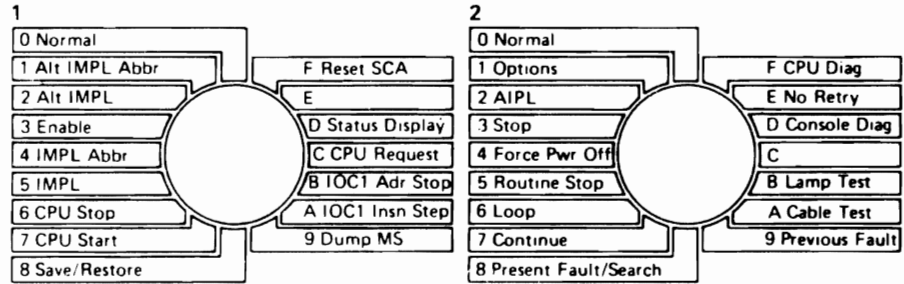 1
0 Normal
1 Alt IMPL Abbr
2 Alt IMPL
3 Enable
4 IMPL Abbr
5 IMPL
6 CPU Stop
7 CPU Start
8 Save/Restore
F Reset SCA
E
D Status Display
C CPU Request
B IOC1 Adr Stop
A IOC1 Insn Step
9 Dump MS
2
0 Normal
1 Options
2 AIPL
3 Stop
4 Force Pwr Off
5 Routine Stop
6 Loop
7 Continue
8 Present Fault/Search
F CPU Diag
E No Retry
D Console Diag
C
B Lamp Test
A Cable Test
9 Previous Fault